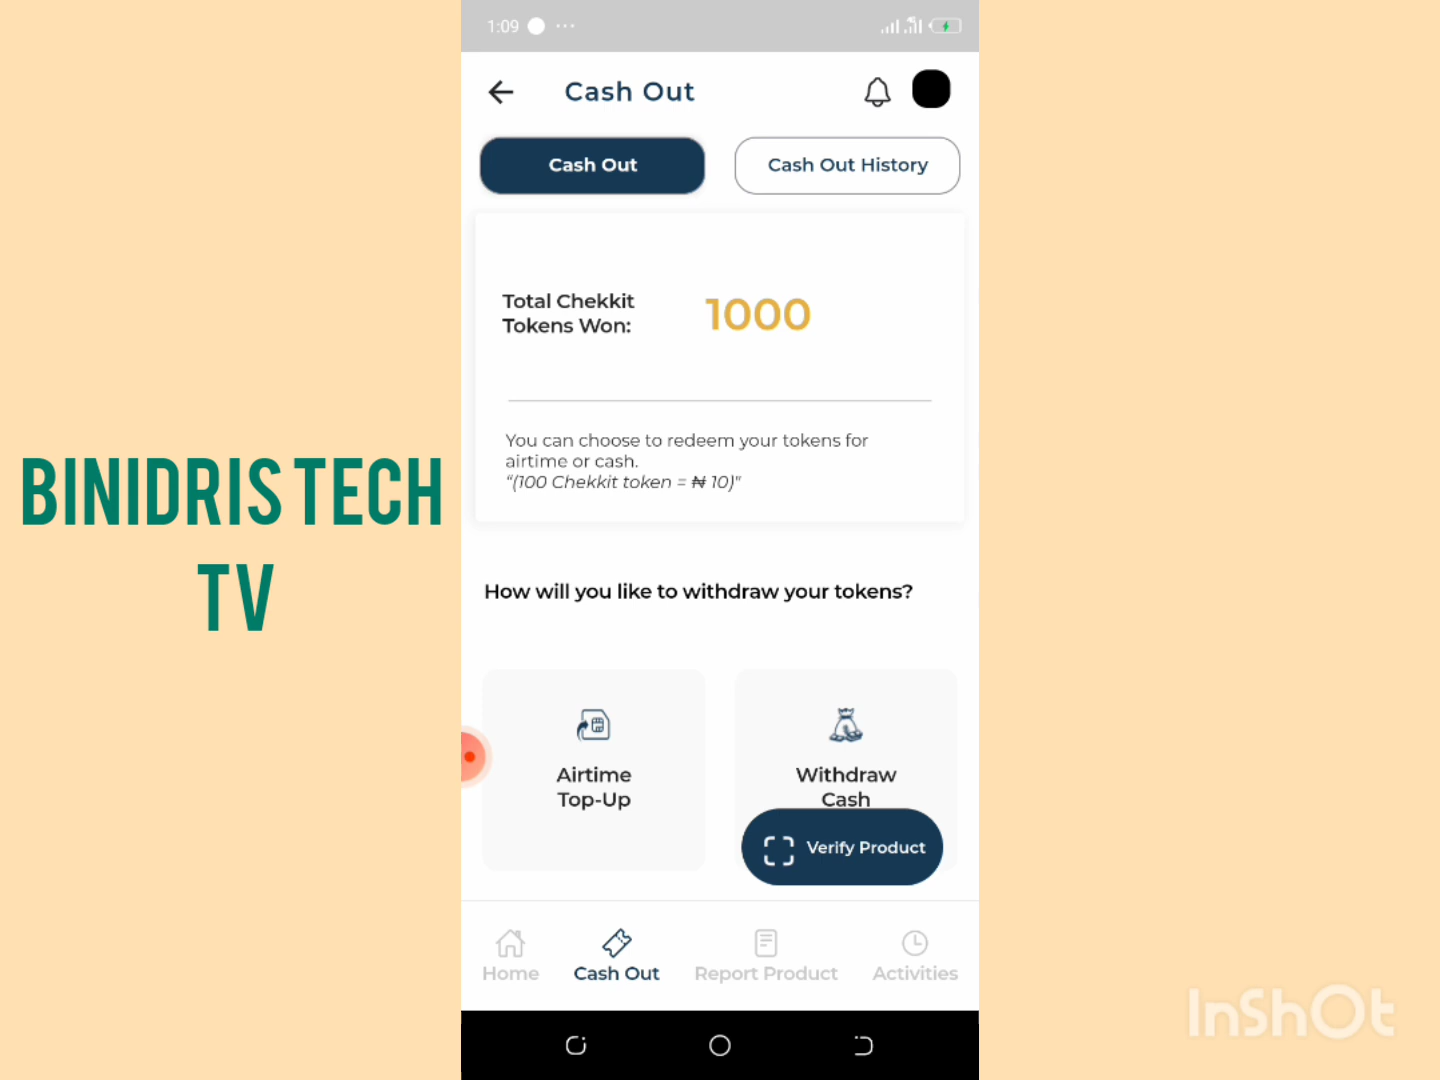 1:09
Cash Out
Cash Out
Cash Out History
Total Chekkit
Tokens Won:
1000
You can choose to redeem your tokens for
airtime or cash.
“(100 Chekkit token = ₦ 10)"
How will you like to withdraw your tokens?
Airtime
Top-Up
Withdraw
Cash
Verify Product
Home
Cash Out
Report Product
Activities
BINIDRIS TECH
TV
InShOt